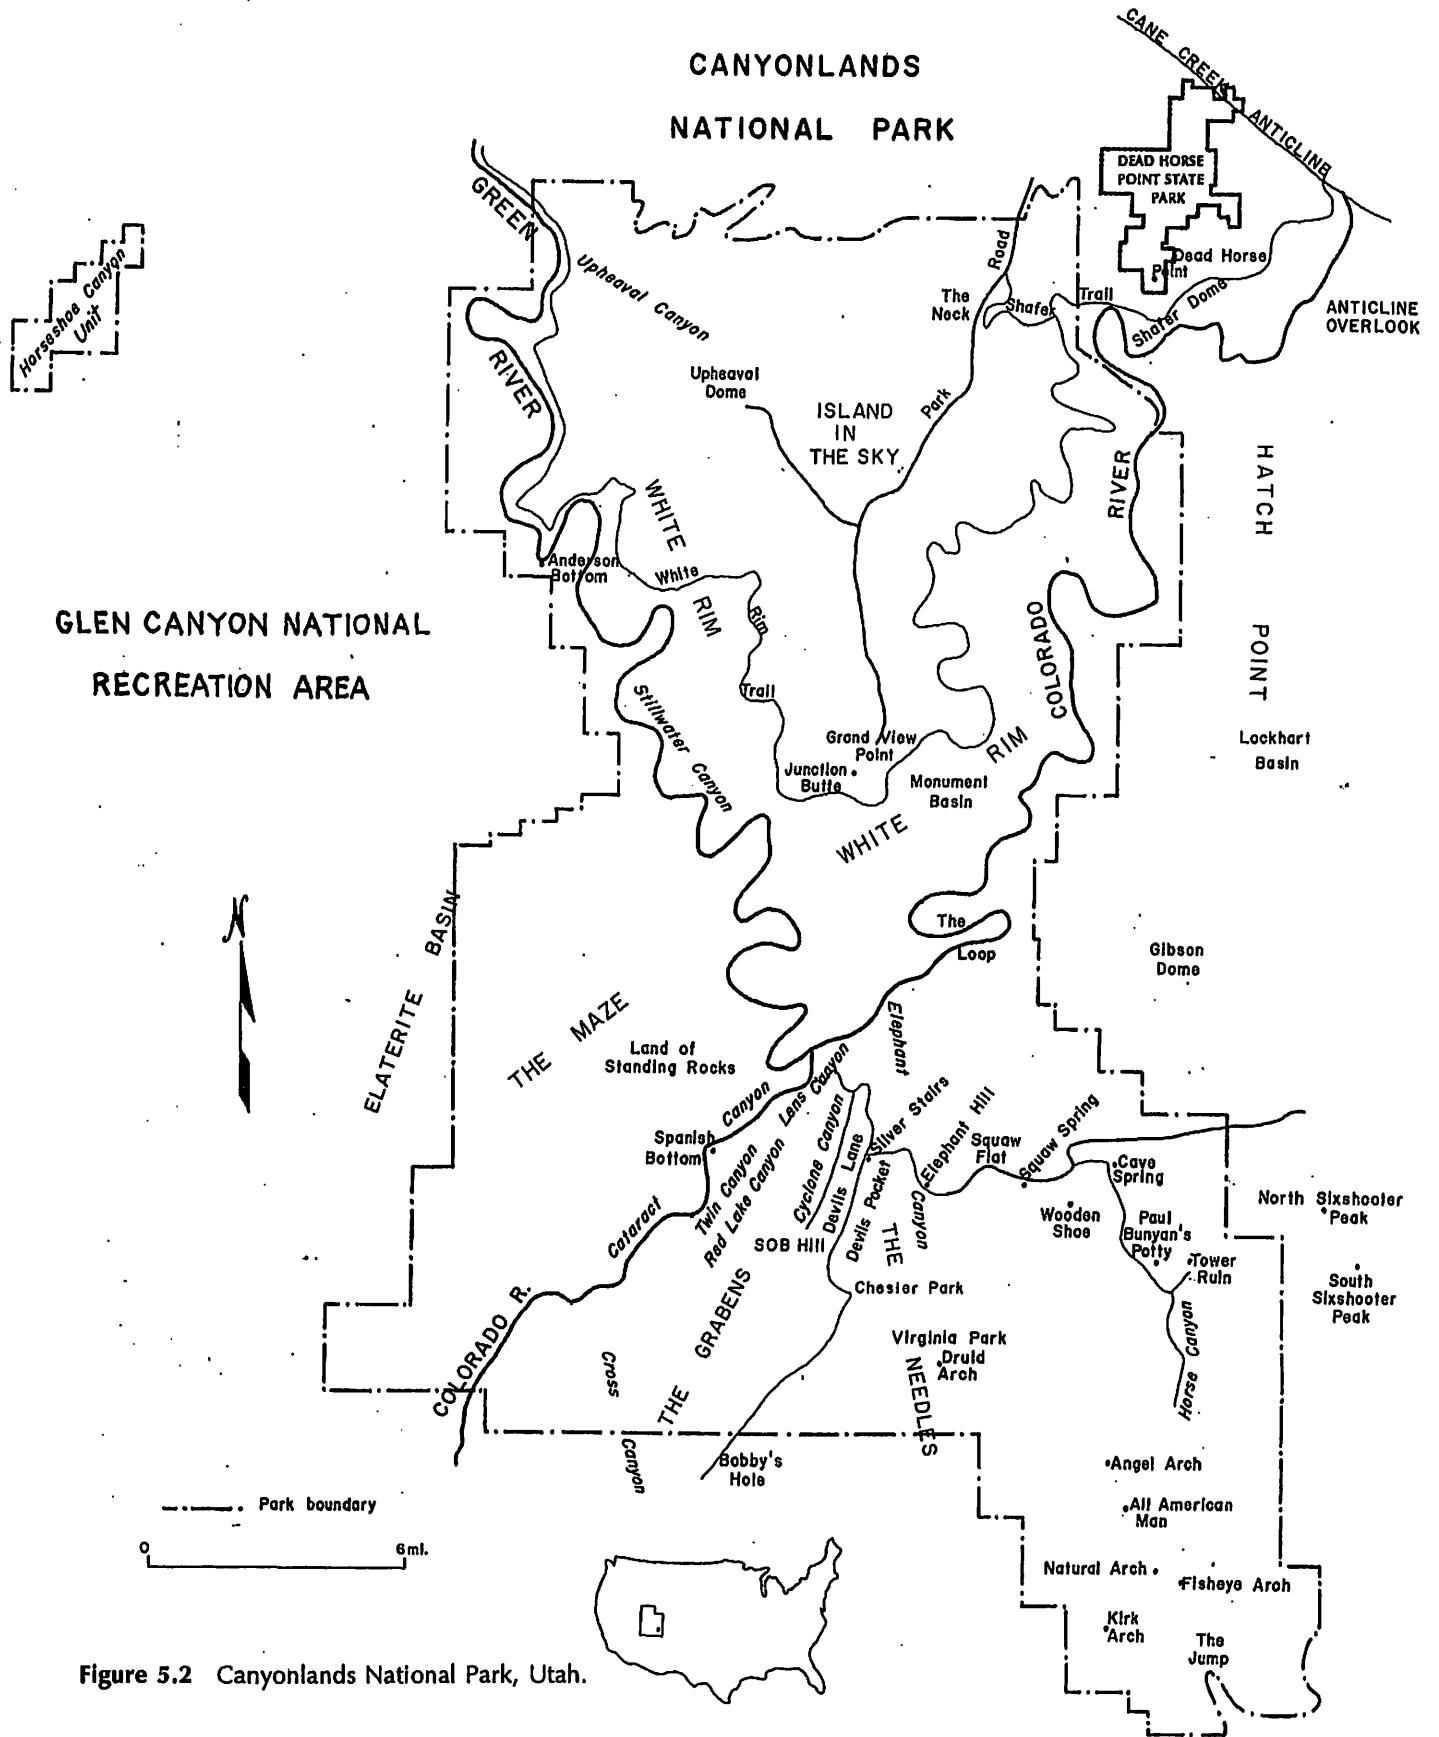 CANYONLANDS
NATIONAL PARK
CANE CREEK ANTICLINE
DEAD HORSE
POINT STATE
PARK
GREEN
RIVER
Horseshoe Canyon
Unit
Upheaval Canyon
Road
The
Neck
Shafer
Trail
Dead Horse
Point
Shafer Dome
ANTICLINE
OVERLOOK
Upheaval
Dome
ISLAND
IN
THE SKY
Park
RIVER
HATCH
POINT
WHITE
RIM
Anderson
Bottom
White
Rim
Trail
GLEN CANYON NATIONAL
RECREATION AREA
COLORADO
Stillwater Canyon
Grand View
Point
Junction
Butte
RIM
Monument
Basin
WHITE
Lockhart
Basin
N
ELATERITE BASIN
The
Loop
Gibson
Dome
THE MAZE
Land of
Standing Rocks
Elephant
Canyon
Lens Canyon
Silver Stairs
Elephant Hill
Squaw
Flat
Squaw Spring
Spanish
Bottom
Cataract
Canyon
Twin Canyon
Red Lake Canyon
Cyclone Canyon
Devils Lane
Devils Pocket
SOB Hill
THE
NEEDLES
Cave
Spring
Wooden
Shoe
Paul
Bunyan's
Potty
Tower
Ruin
North Sixshooter
Peak
South
Sixshooter
Peak
Chesler Park
Horse Canyon
COLORADO R.
THE GRABENS
Virginia Park
Druid
Arch
Cross
Canyon
Bobby's
Hole
Angel Arch
All American
Man
Natural Arch
Fisheye Arch
Kirk
Arch
The
Jump
Park boundary
0 6mi.
Figure 5.2 Canyonlands National Park, Utah.